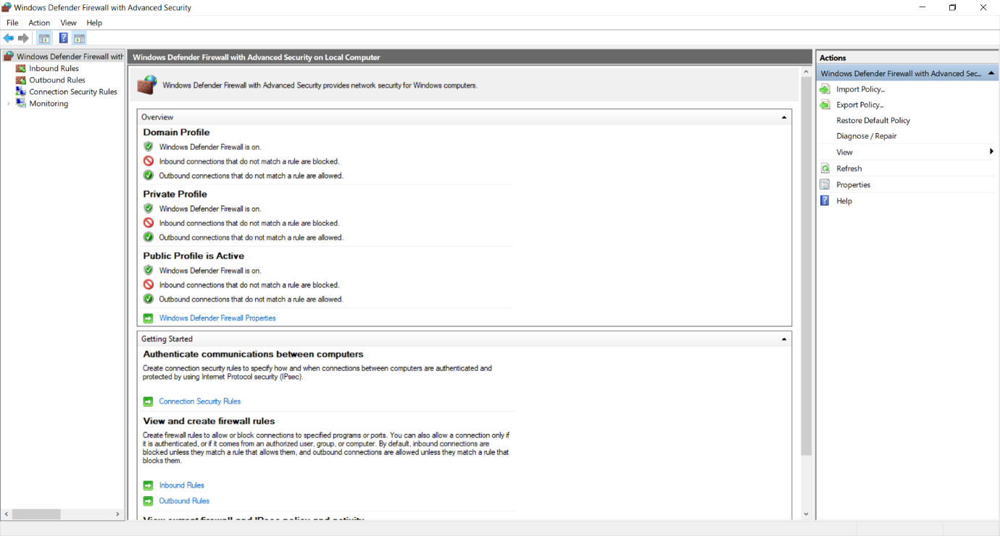 Windows Defender Firewall with Advanced Security
File Action View Help
Windows Defender Firewall with
Inbound Rules
Outbound Rules
Connection Security Rules
Monitoring
Windows Defender Firewall with Advanced Security on Local Computer
Windows Defender Firewall with Advanced Security provides network security for Windows computers.
Overview
Domain Profile
Windows Defender Firewall is on.
Inbound connections that do not match a rule are blocked.
Outbound connections that do not match a rule are allowed.
Private Profile
Windows Defender Firewall is on.
Inbound connections that do not match a rule are blocked.
Outbound connections that do not match a rule are allowed.
Public Profile is Active
Windows Defender Firewall is on.
Inbound connections that do not match a rule are blocked.
Outbound connections that do not match a rule are allowed.
Windows Defender Firewall Properties
Getting Started
Authenticate communications between computers
Create connection security rules to specify how and when connections between computers are authenticated and
protected by using Internet Protocol security (IPsec).
Connection Security Rules
View and create firewall rules
Create firewall rules to allow or block connections to specified programs or ports. You can also allow a connection only if
it is authenticated, or if it comes from an authorized user, group, or computer. By default, inbound connections are
blocked unless they match a rule that allows them, and outbound connections are allowed unless they match a rule that
blocks them.
Inbound Rules
Outbound Rules
View current firewall and IPsec policy and activity
Actions
Windows Defender Firewall with Advanced Sec...
Import Policy...
Export Policy...
Restore Default Policy
Diagnose / Repair
View
Refresh
Properties
Help